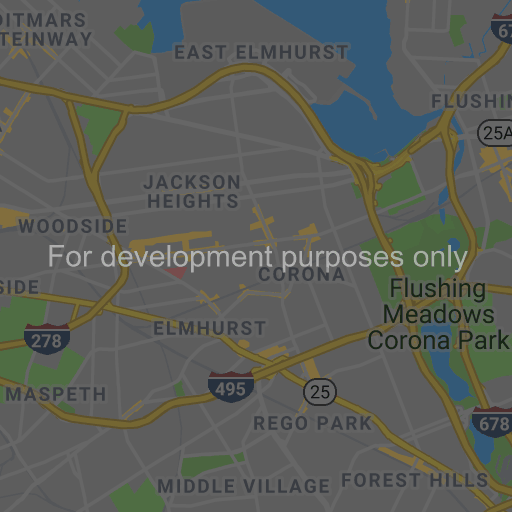 DITMARS
STEINWAY
EAST ELMHURST
678
FLUSHIN
25A
JACKSON
HEIGHTS
WOODSIDE
For development purposes only
CORONA
SIDE
Flushing
Meadows
Corona Park
ELMHURST
278
495
25
MASPETH
REGO PARK
678
FOREST HILLS
MIDDLE VILLAGE